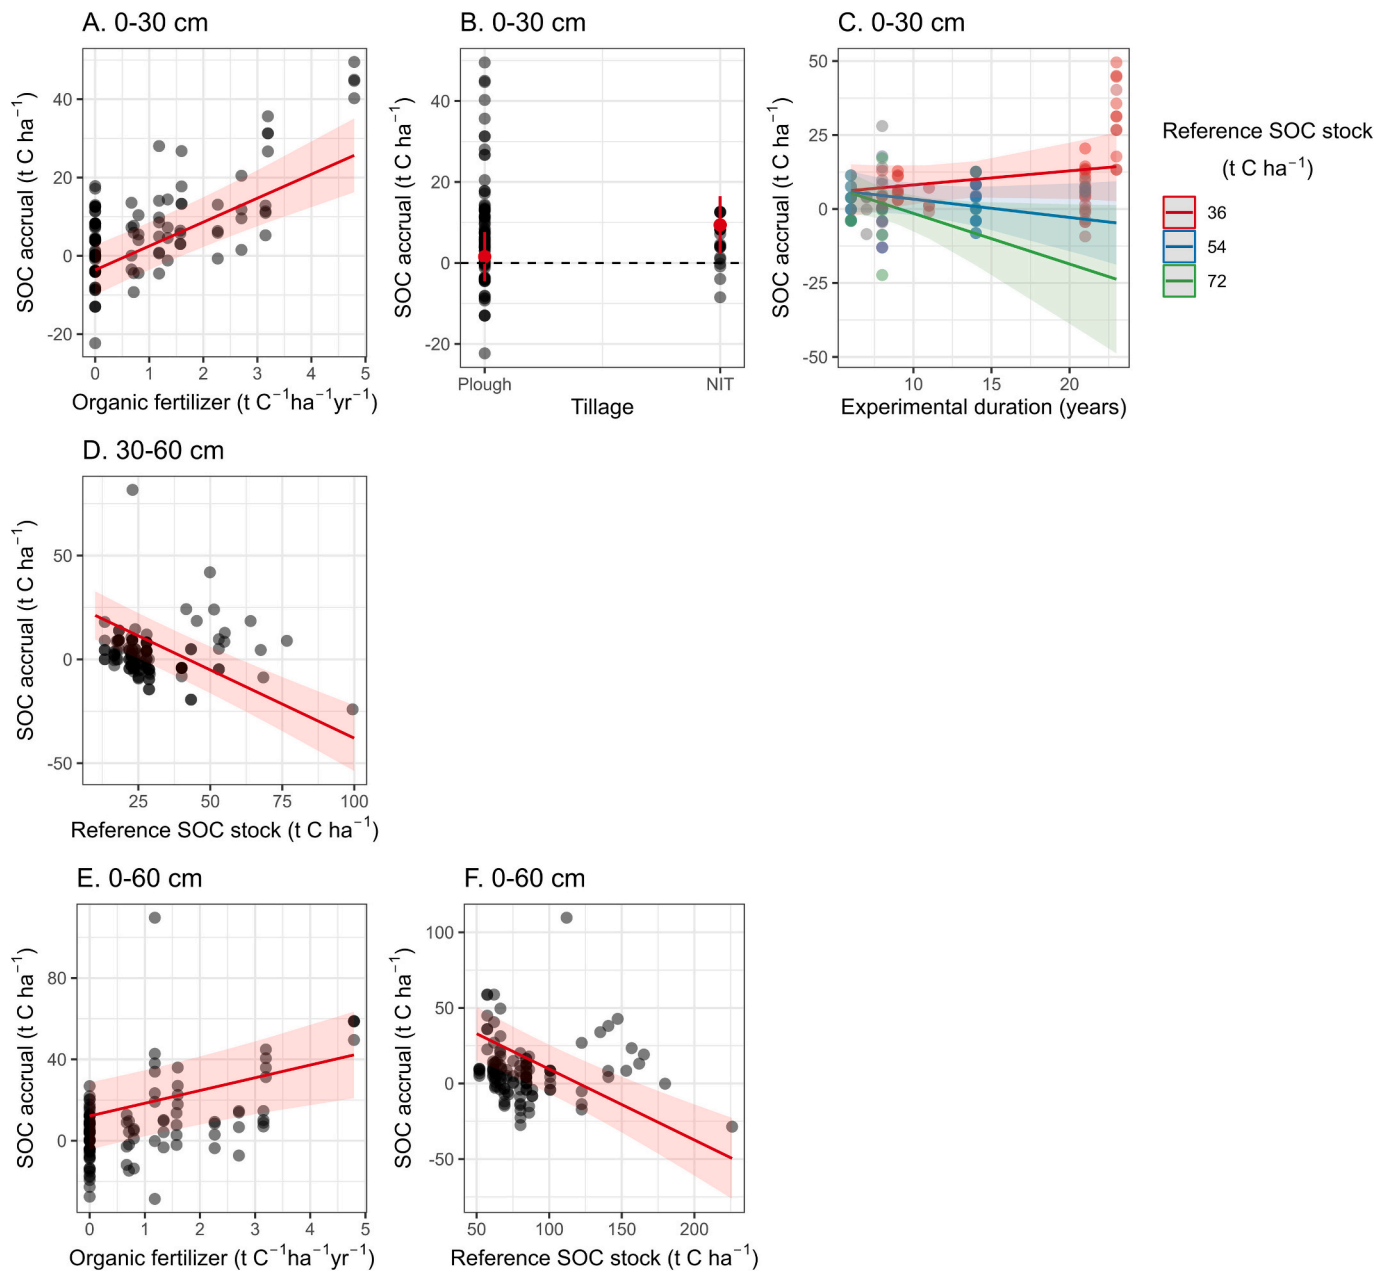 A. 0-30 cm
SOC accrual (t C ha⁻¹)
40
20
0
-20
0 1 2 3 4 5
Organic fertilizer (t C⁻¹ha⁻¹yr⁻¹)
B. 0-30 cm
SOC accrual (t C ha⁻¹)
40
20
0
-20
Plough NIT
Tillage
C. 0-30 cm
SOC accrual (t C ha⁻¹)
50
25
0
-25
-50
10 15 20
Experimental duration (years)
Reference SOC stock
(t C ha⁻¹)
36
54
72
D. 30-60 cm
SOC accrual (t C ha⁻¹)
50
0
-50
25 50 75 100
Reference SOC stock (t C ha⁻¹)
E. 0-60 cm
SOC accrual (t C ha⁻¹)
80
40
0
0 1 2 3 4 5
Organic fertilizer (t C⁻¹ha⁻¹yr⁻¹)
F. 0-60 cm
SOC accrual (t C ha⁻¹)
100
50
0
-50
50 100 150 200
Reference SOC stock (t C ha⁻¹)